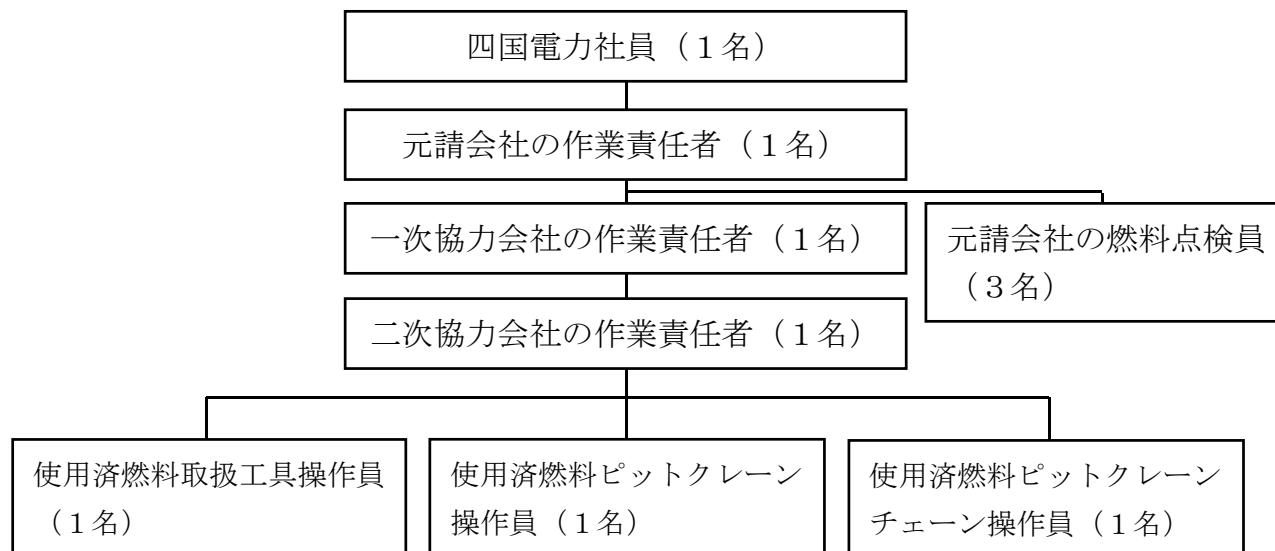 四国電力社員（１名）
元請会社の作業責任者（１名）
一次協力会社の作業責任者（１名）
元請会社の燃料点検員
（３名）
二次協力会社の作業責任者（１名）
使用済燃料取扱工具操作員
（１名）
使用済燃料ピットクレーン
操作員（１名）
使用済燃料ピットクレーン
チェーン操作員（１名）